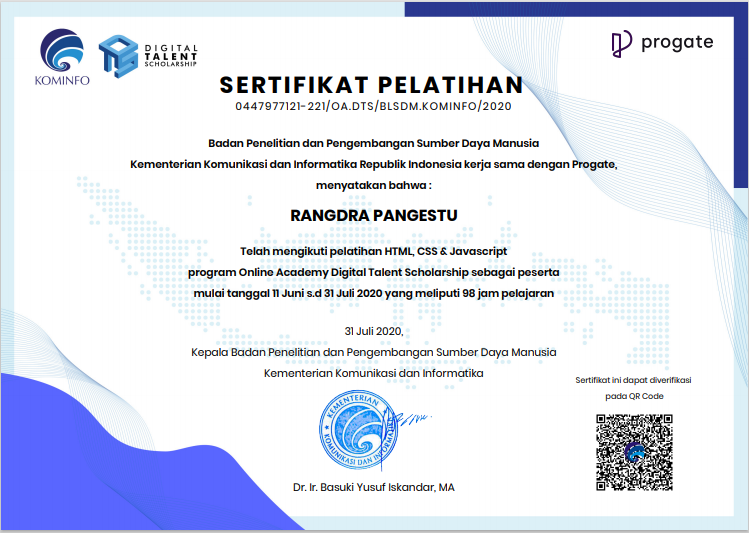 KOMINFO
DIGITAL
TALENT
SCHOLARSHIP
progate
SERTIFIKAT PELATIHAN
0447977121-221/OA.DTS/BLSDM.KOMINFO/2020
Badan Penelitian dan Pengembangan Sumber Daya Manusia
Kementerian Komunikasi dan Informatika Republik Indonesia kerja sama dengan Progate,
menyatakan bahwa :
RANGDRA PANGESTU
Telah mengikuti pelatihan HTML, CSS & Javascript
program Online Academy Digital Talent Scholarship sebagai peserta
mulai tanggal 11 Juni s.d 31 Juli 2020 yang meliputi 98 jam pelajaran
31 Juli 2020,
Kepala Badan Penelitian dan Pengembangan Sumber Daya Manusia
Kementerian Komunikasi dan Informatika
Sertifikat ini dapat diverifikasi
pada QR Code
KEMENTERIAN
KOMUNIKASI DAN INFORMATIKA
Dr. Ir. Basuki Yusuf Iskandar, MA